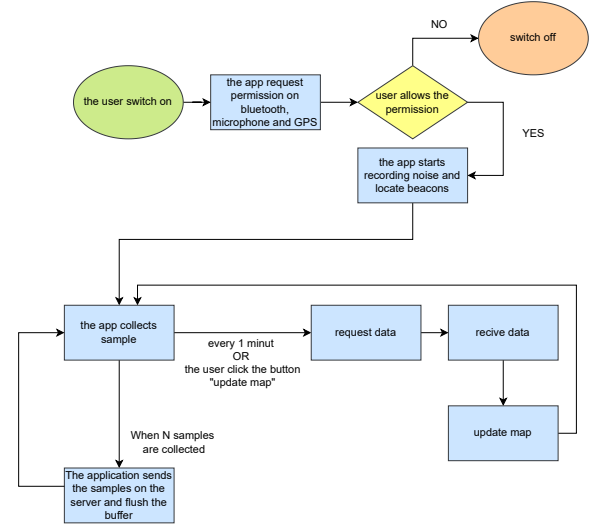 NO
switch off
the user switch on
the app request
permission on
bluetooth,
microphone and GPS
user allows the
permission
YES
the app starts
recording noise and
locate beacons
the app collects
sample
every 1 minut
OR
the user click the button
"update map"
request data
recive data
update map
When N samples
are collected
The application sends
the samples on the
server and flush the
buffer